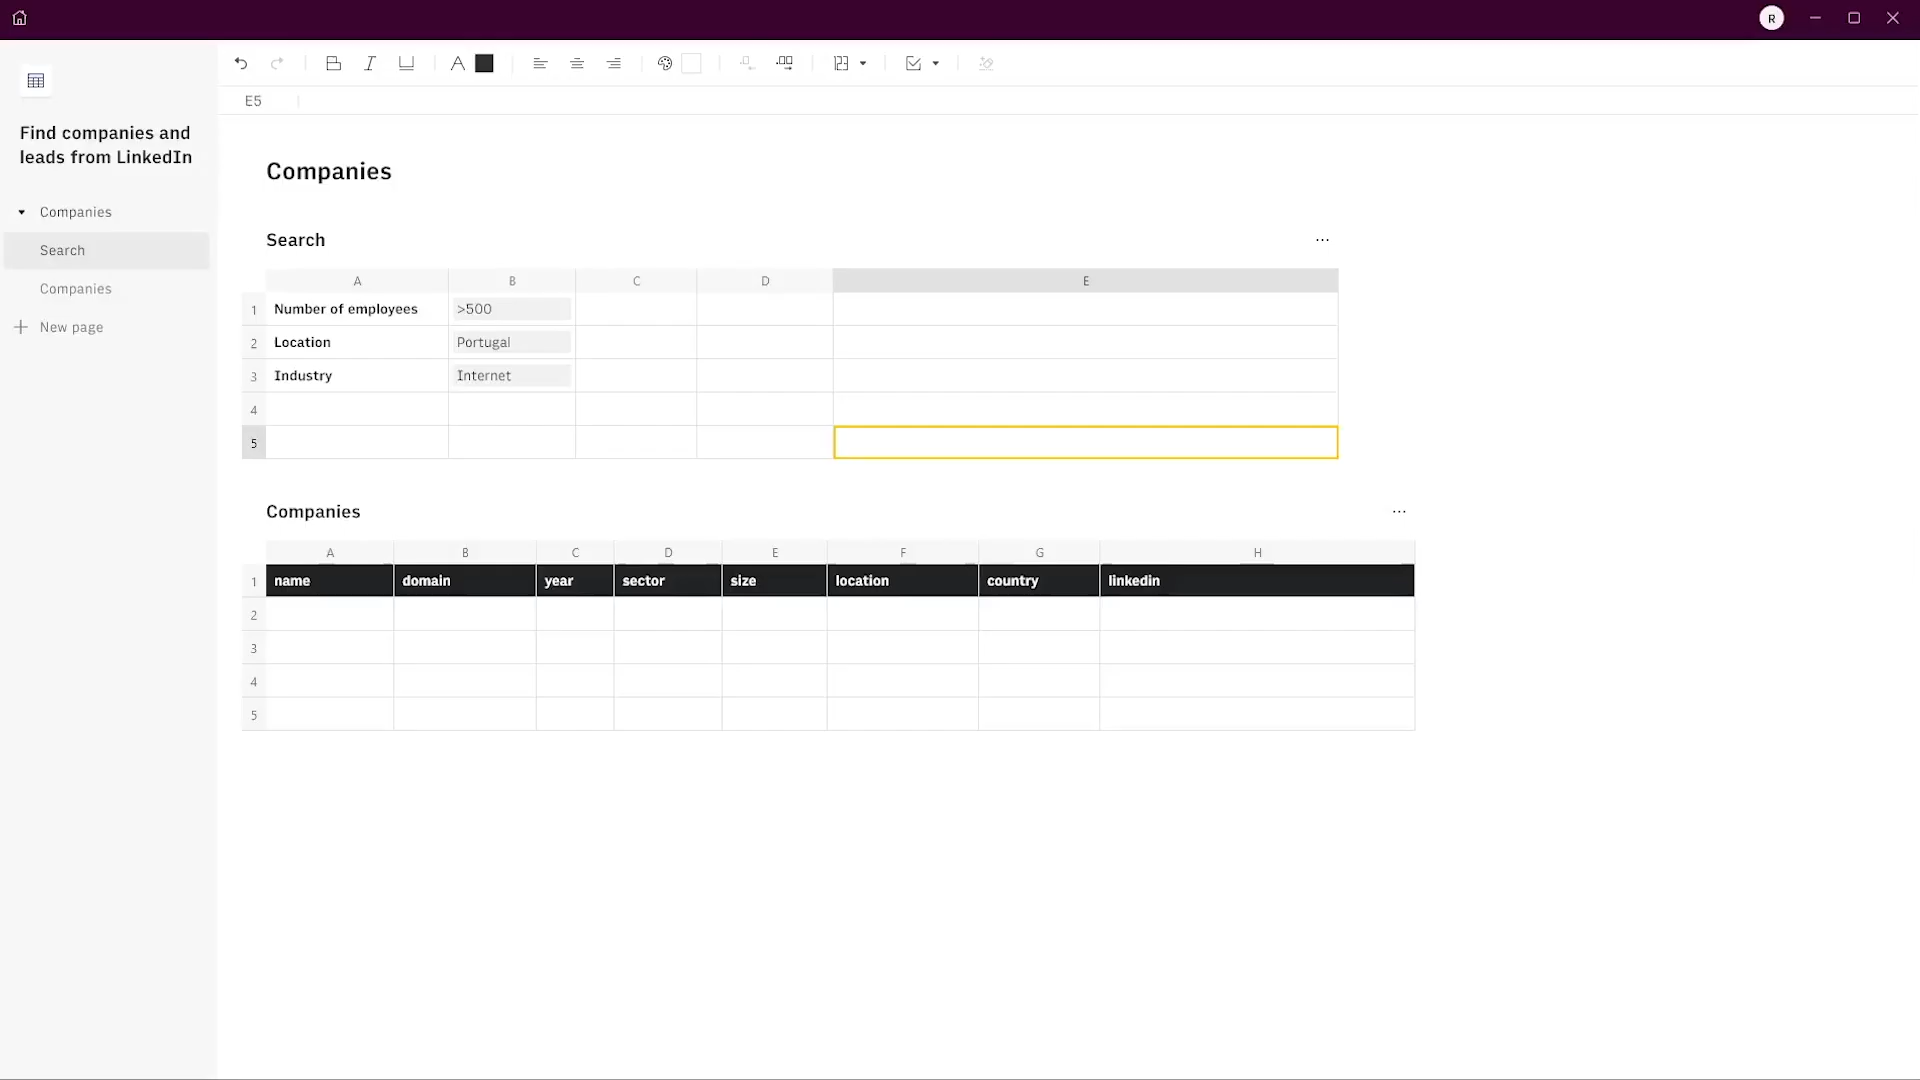 R
E5
Find companies and
leads from LinkedIn
Companies
Search
Companies
New page
Companies
Search
...
A B C D E
1 Number of employees >500
2 Location Portugal
3 Industry Internet
4
5
Companies
...
A B C D E F G H
1 name domain year sector size location country linkedin
2
3
4
5